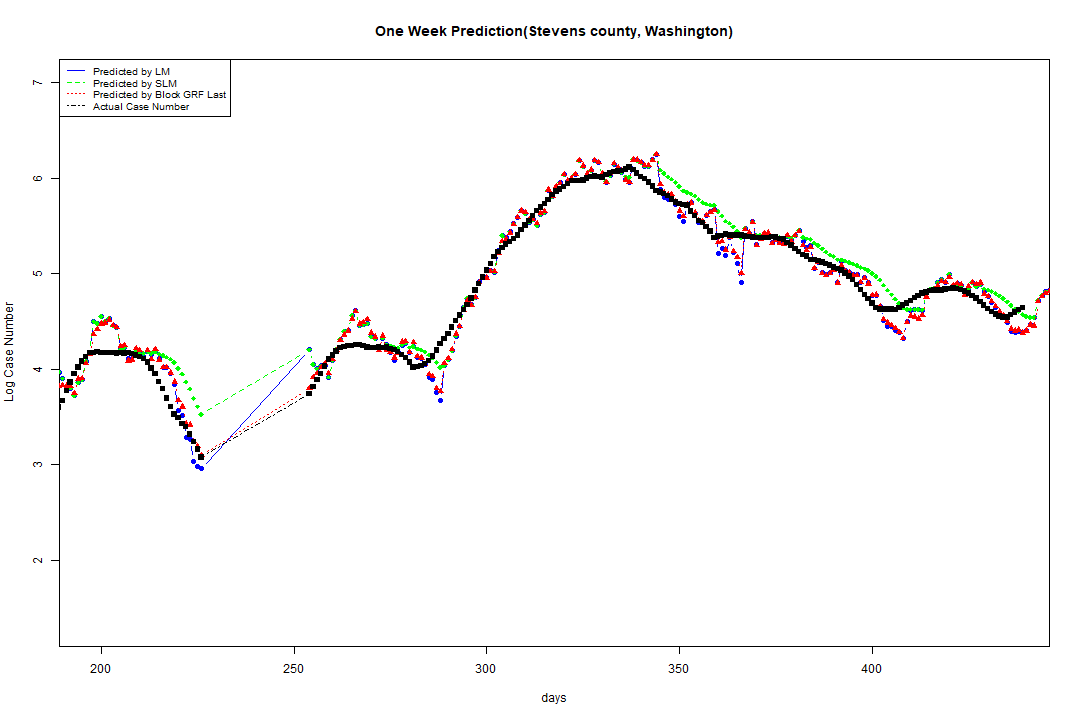 One Week Prediction(Stevens county, Washington)
Predicted by LM
Predicted by SLM
Predicted by Block GRF Last
Actual Case Number
7
6
5
4
3
2
Log Case Number
200 250 300 350 400
days